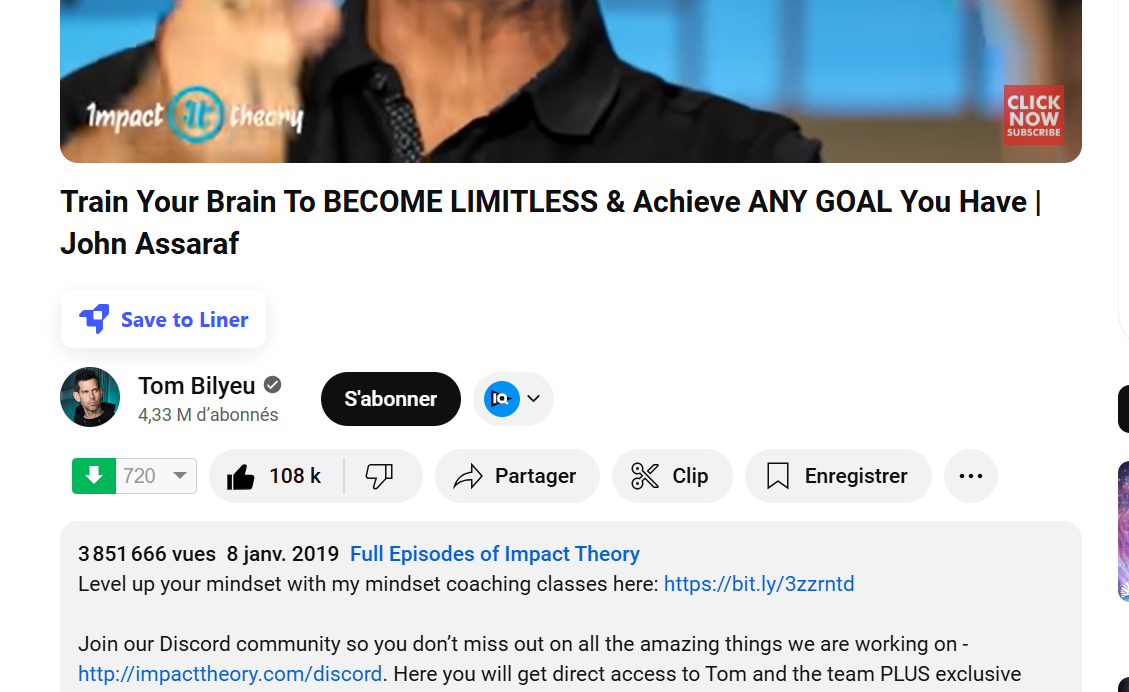 1mpact it theory
CLICK
NOW
SUBSCRIBE
Train Your Brain To BECOME LIMITLESS & Achieve ANY GOAL You Have |
John Assaraf
Save to Liner
Tom Bilyeu
4,33 M d’abonnés
S'abonner
IQ
720
108 k
Partager
Clip
Enregistrer
3 851 666 vues 8 janv. 2019 Full Episodes of Impact Theory
Level up your mindset with my mindset coaching classes here: https://bit.ly/3zzrntd
Join our Discord community so you don’t miss out on all the amazing things we are working on -
http://impacttheory.com/discord. Here you will get direct access to Tom and the team PLUS exclusive